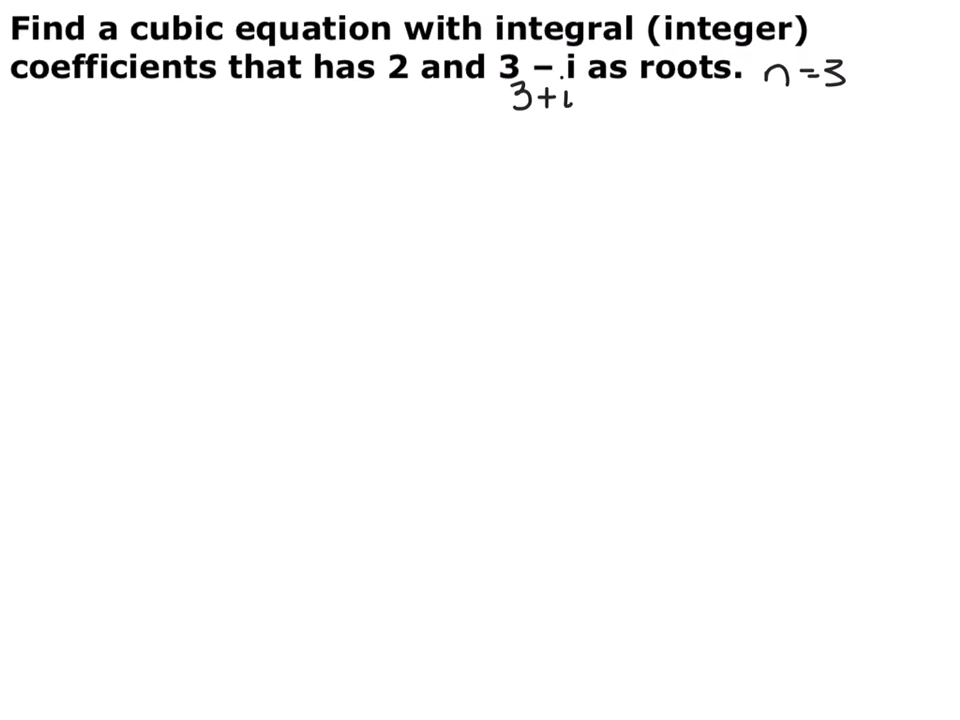 Find a cubic equation with integral (integer)
coefficients that has 2 and 3 – i as roots. n = 3
3 + i